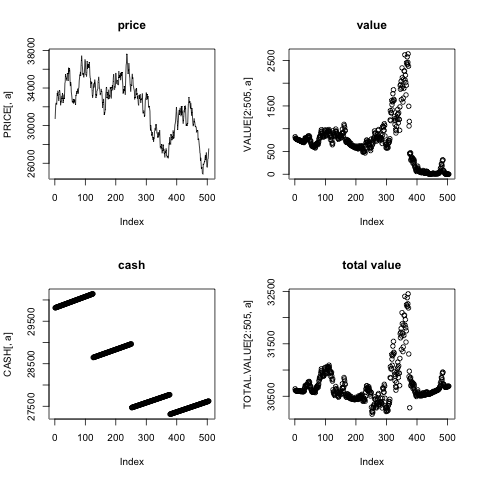 price
PRICE[, a]
26000 30000 34000 38000
0 100 200 300 400 500
Index
value
VALUE[2:505, a]
0 500 1500 2500
0 100 200 300 400 500
Index
cash
CASH[, a]
27500 28500 29500
0 100 200 300 400 500
Index
total value
TOTAL.VALUE[2:505, a]
30500 31500 32500
0 100 200 300 400 500
Index